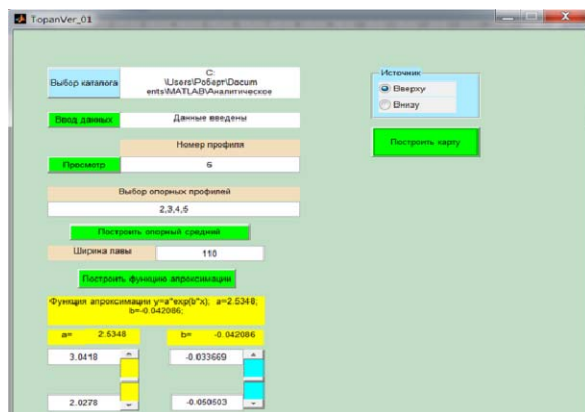 TopanVer_01
Выбор каталога
C:
\Users\Роберт\Docum
ents\MATLAB\Аналитическое
Источник
Вверху
Внизу
Ввод данных
Данные введены
Построить карту
Номер профиля
Просмотр
6
Выбор опорных профилей
2,3,4,5
Построить опорный средний
Ширина лавы
110
Построить функцию апроксимации
Функция апроксимации y=a*exp(b*x); a=2.5348;
b=-0.042086;
a= 2.5348
b= -0.042086
3.0418
-0.033669
2.0278
-0.050503